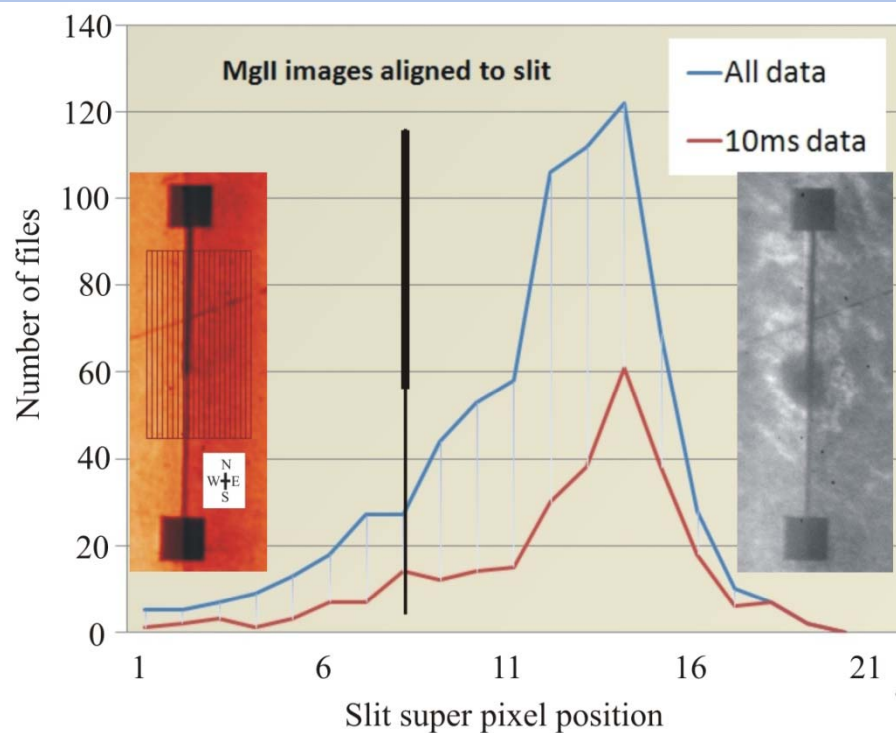 MgII images aligned to slit
All data
10ms data
Number of files
140
120
100
80
60
40
20
0
N
W E
S
1 6 11 16 21
Slit super pixel position